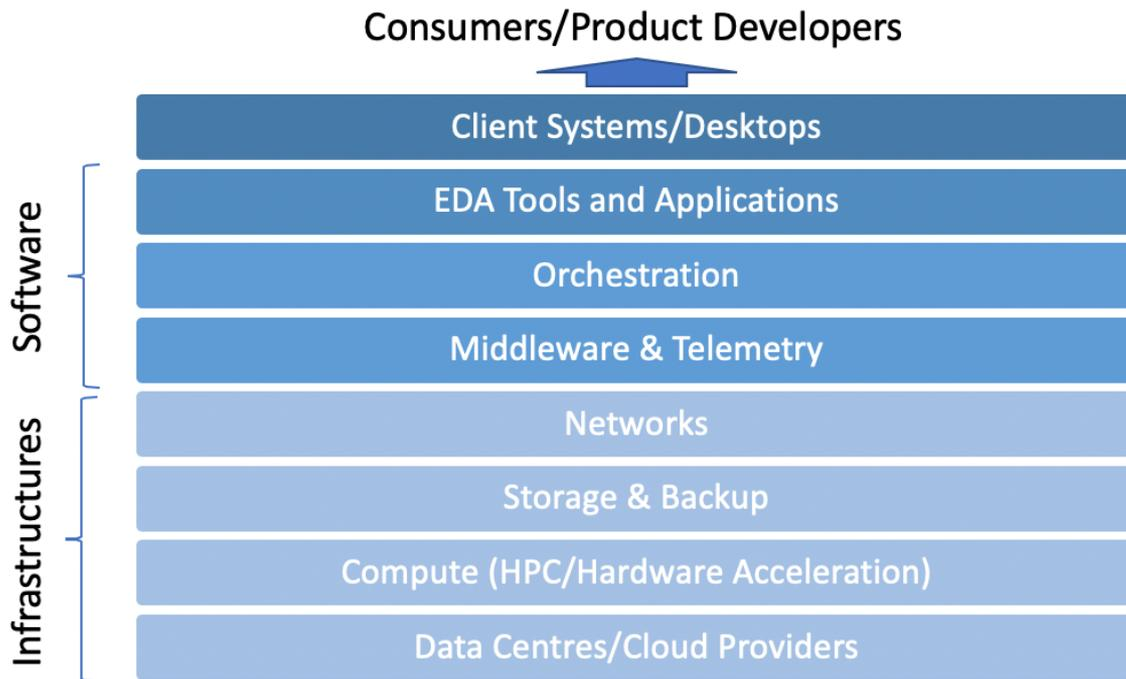 Consumers/Product Developers
Client Systems/Desktops
Software
EDA Tools and Applications
Orchestration
Middleware & Telemetry
Infrastructures
Networks
Storage & Backup
Compute (HPC/Hardware Acceleration)
Data Centres/Cloud Providers